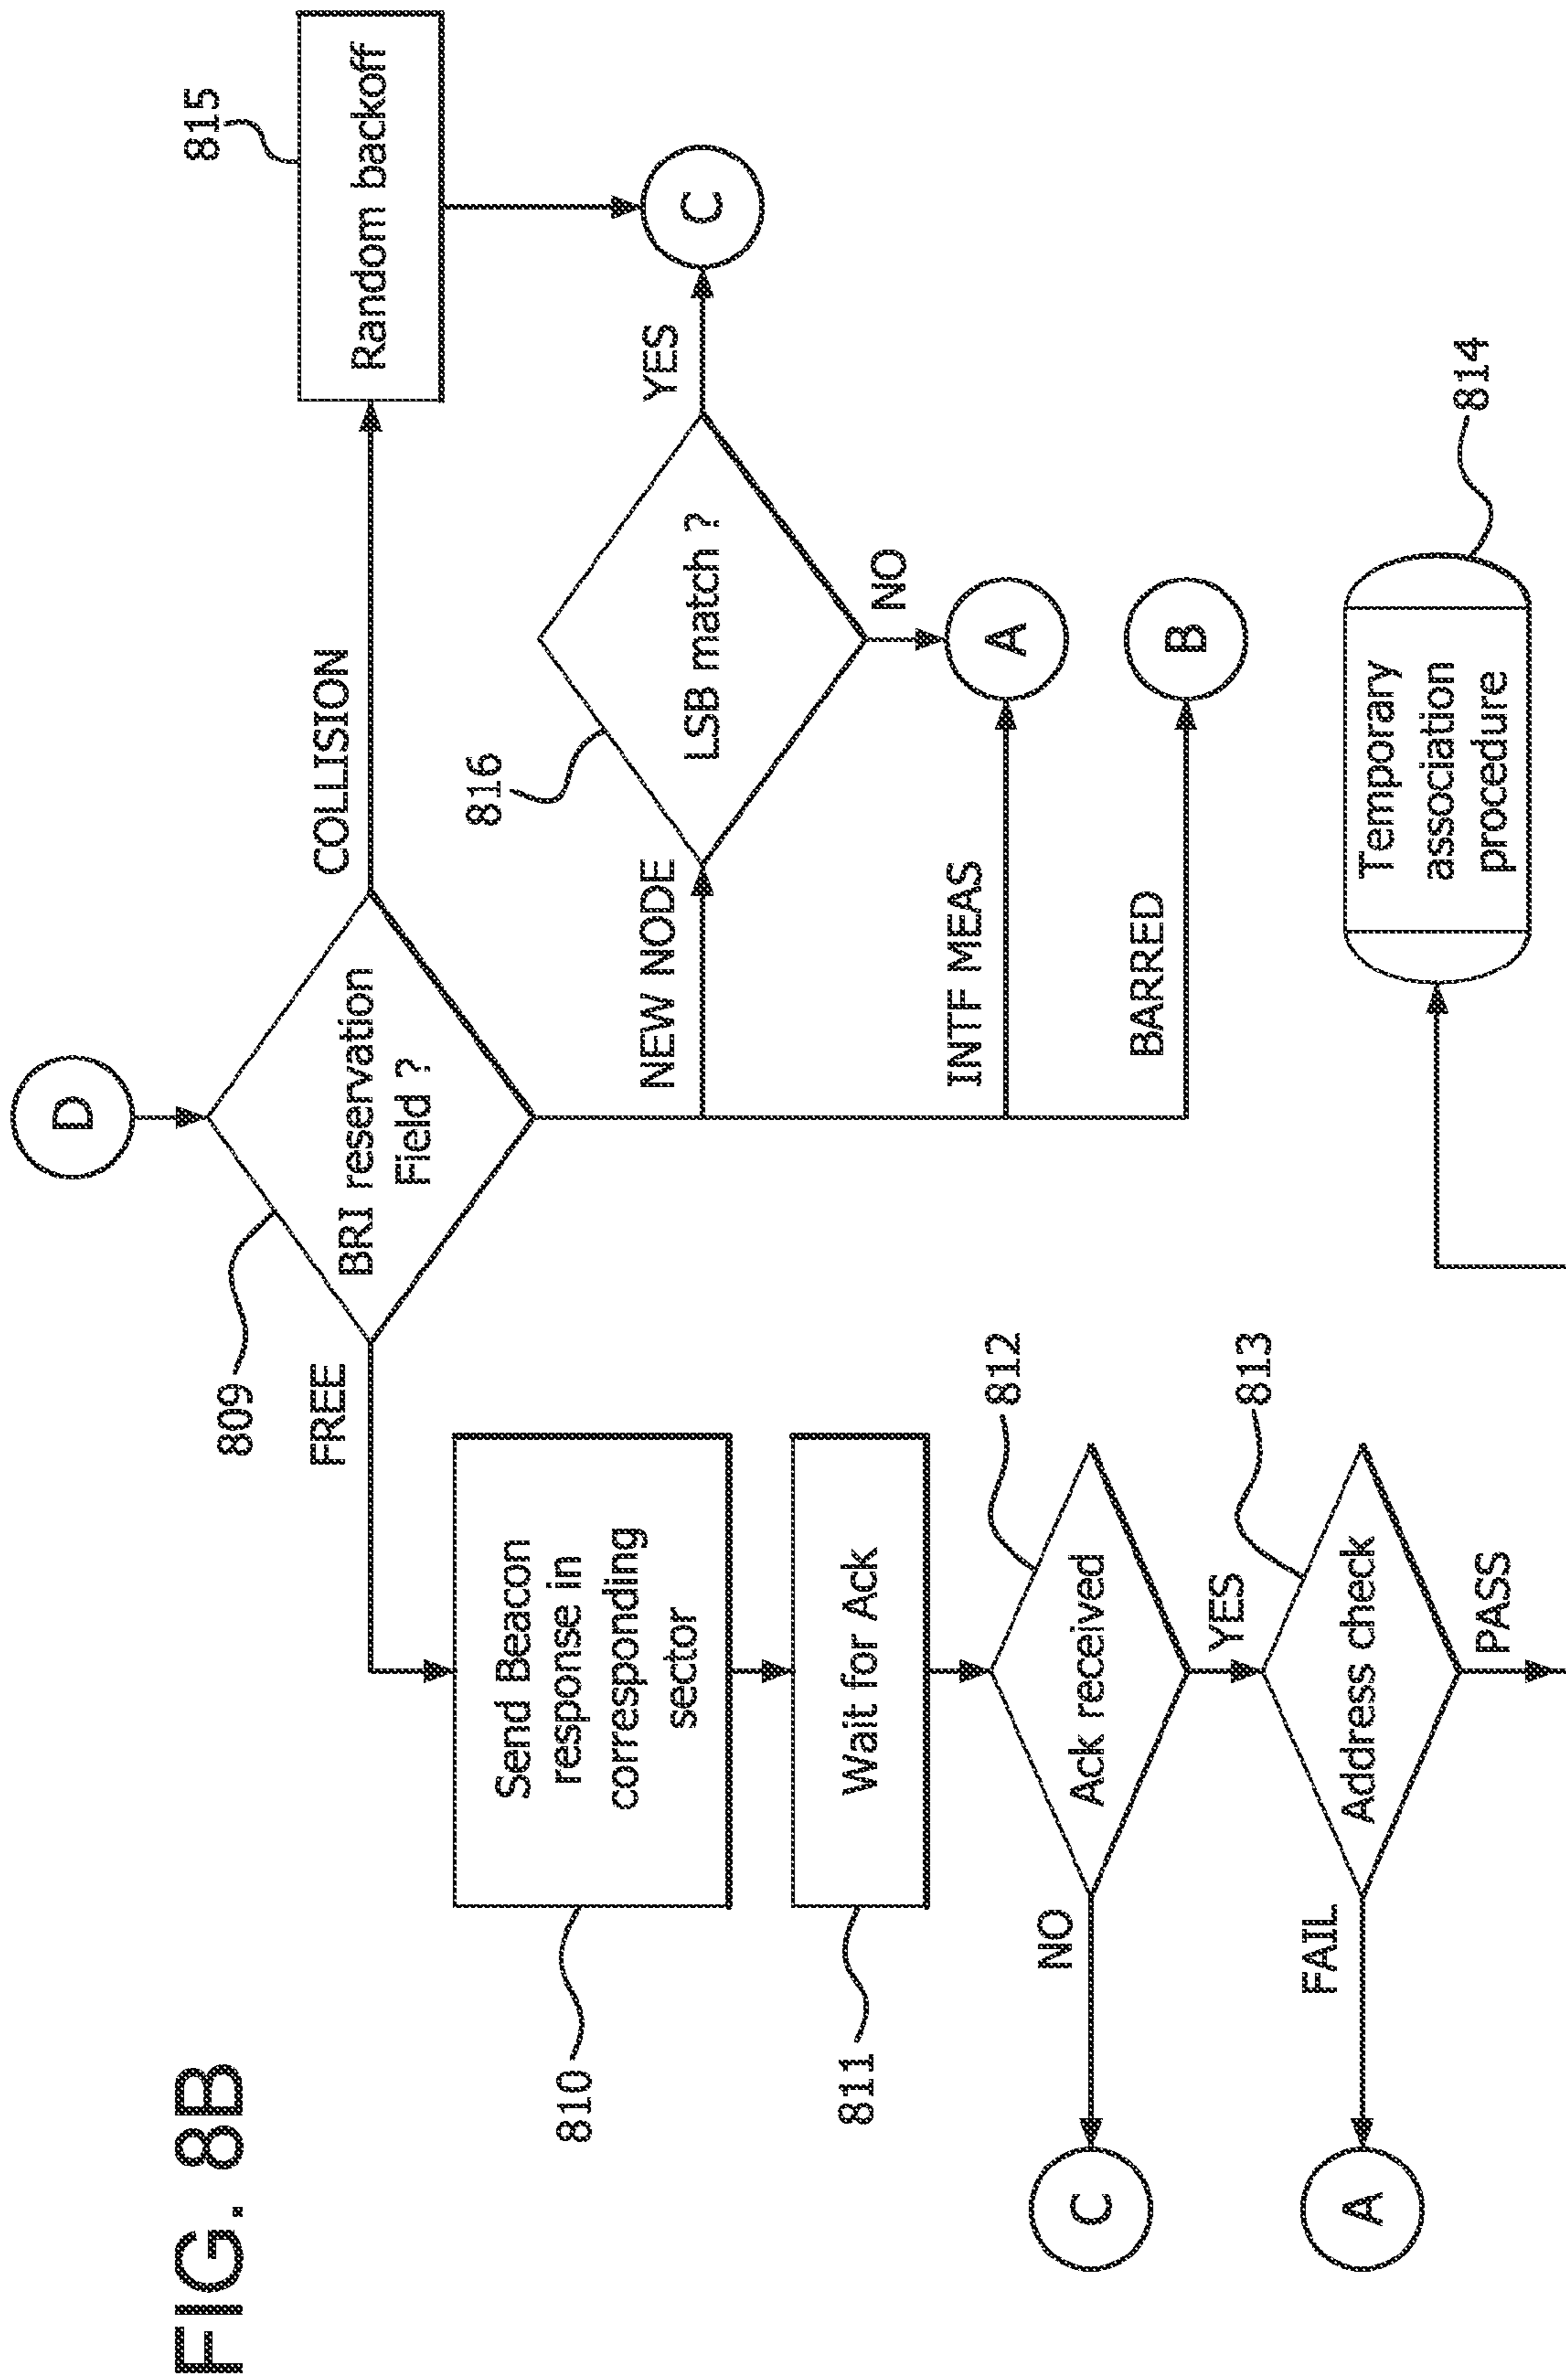 FIG. 8B
D
809
BRI reservation
Field ?
FREE
COLLISION
815
Random backoff
C
810
Send Beacon
response in
corresponding
sector
811
Wait for Ack
812
Ack received
NO
C
YES
813
Address check
FAIL
A
PASS
NEW NODE
816
LSB match ?
YES
NO
INTF MEAS
A
BARRED
B
814
Temporary
association
procedure